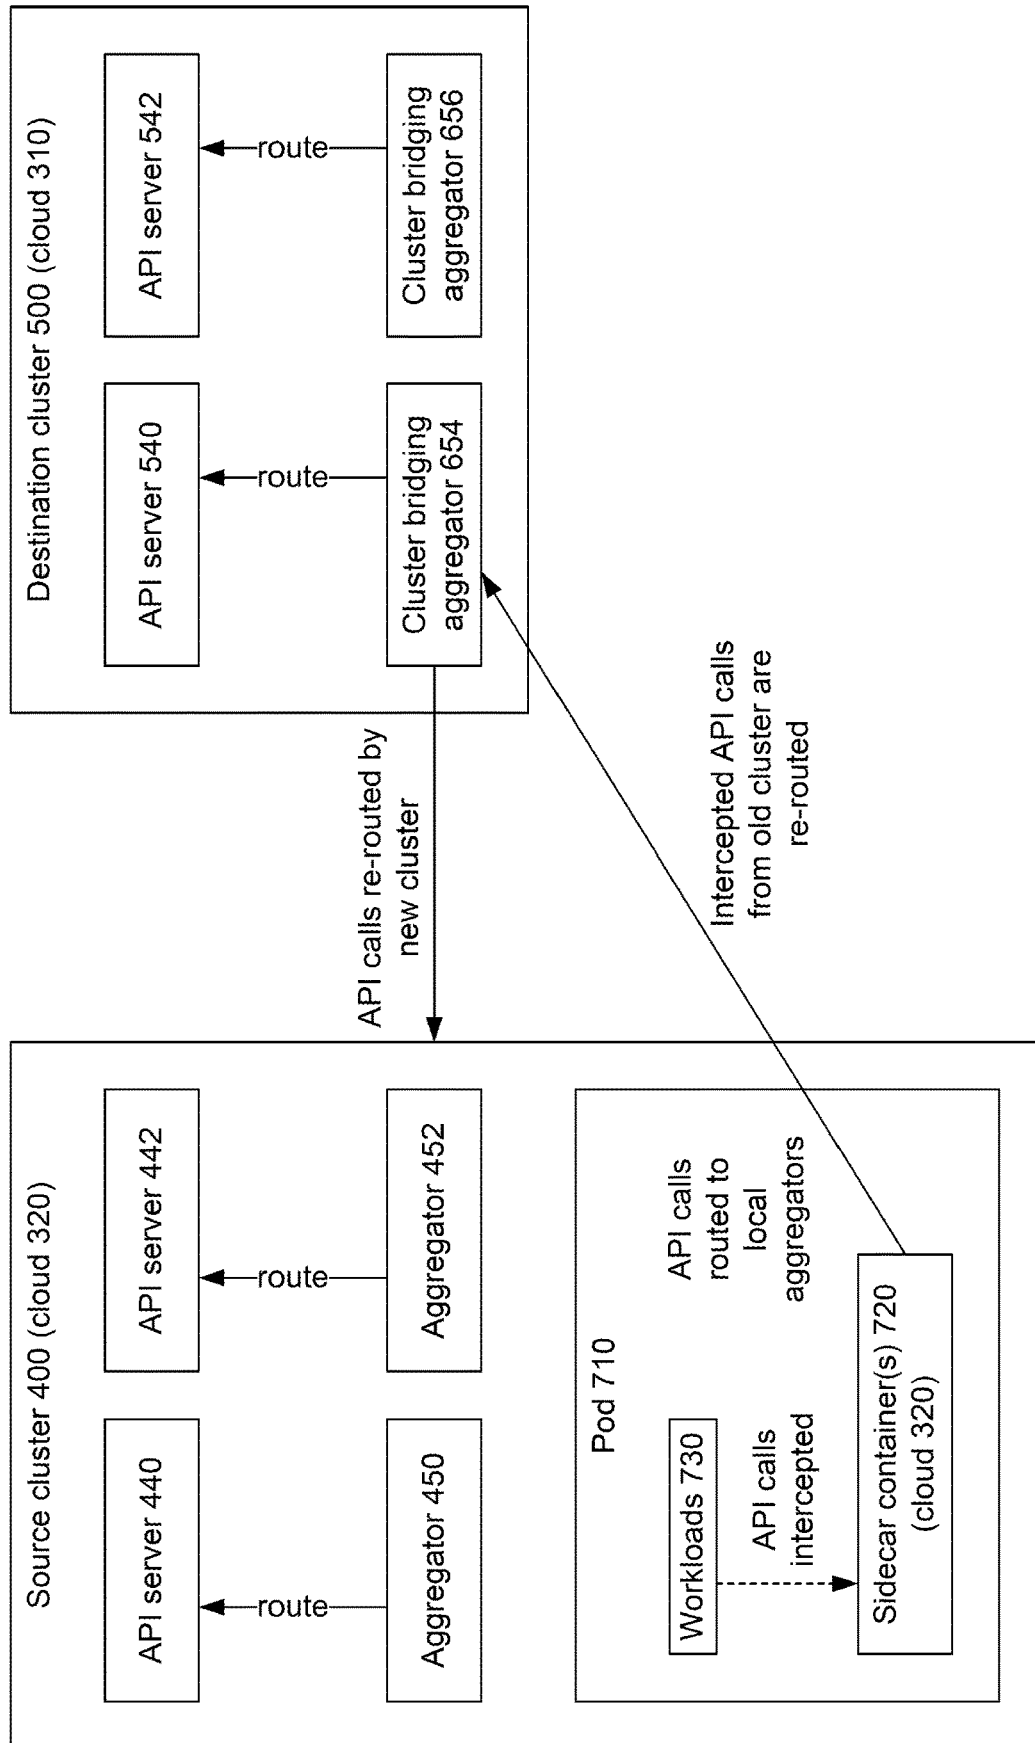 Source cluster 400 (cloud 320)
API server 440
API server 442
route
route
Aggregator 450
Aggregator 452
Pod 710
Workloads 730
API calls
intercepted
API calls
routed to
local
aggregators
Sidecar container(s) 720
(cloud 320)
API calls re-routed by
new cluster
Intercepted API calls
from old cluster are
re-routed
Destination cluster 500 (cloud 310)
API server 540
API server 542
route
route
Cluster bridging
aggregator 654
Cluster bridging
aggregator 656